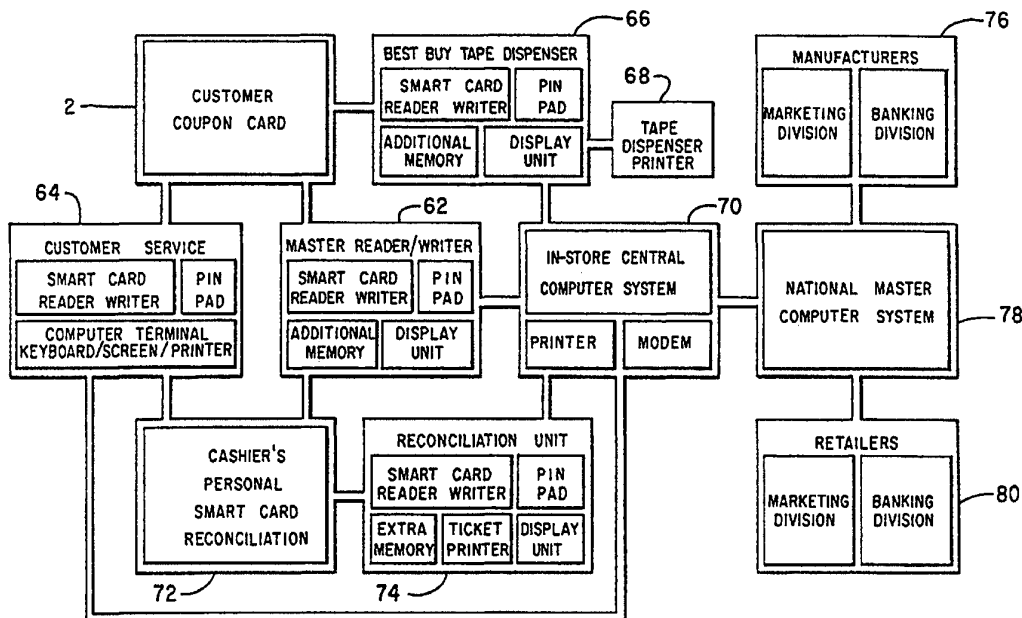 66
BEST BUY TAPE DISPENSER
SMART CARD
READER WRITER
PIN
PAD
ADDITIONAL
MEMORY
DISPLAY
UNIT
2
CUSTOMER
COUPON CARD
68
TAPE
DISPENSER
PRINTER
76
MANUFACTURERS
MARKETING
DIVISION
BANKING
DIVISION
64
CUSTOMER SERVICE
SMART CARD
READER WRITER
PIN
PAD
COMPUTER TERMINAL
KEYBOARD/SCREEN/PRINTER
62
MASTER READER/WRITER
SMART CARD
READER WRITER
PIN
PAD
ADDITIONAL
MEMORY
DISPLAY
UNIT
70
IN-STORE CENTRAL
COMPUTER SYSTEM
PRINTER
MODEM
NATIONAL MASTER
COMPUTER SYSTEM
78
CASHIER'S
PERSONAL
SMART CARD
RECONCILIATION
72
RECONCILIATION UNIT
SMART CARD
READER WRITER
PIN
PAD
EXTRA
MEMORY
TICKET
PRINTER
DISPLAY
UNIT
74
RETAILERS
MARKETING
DIVISION
BANKING
DIVISION
80